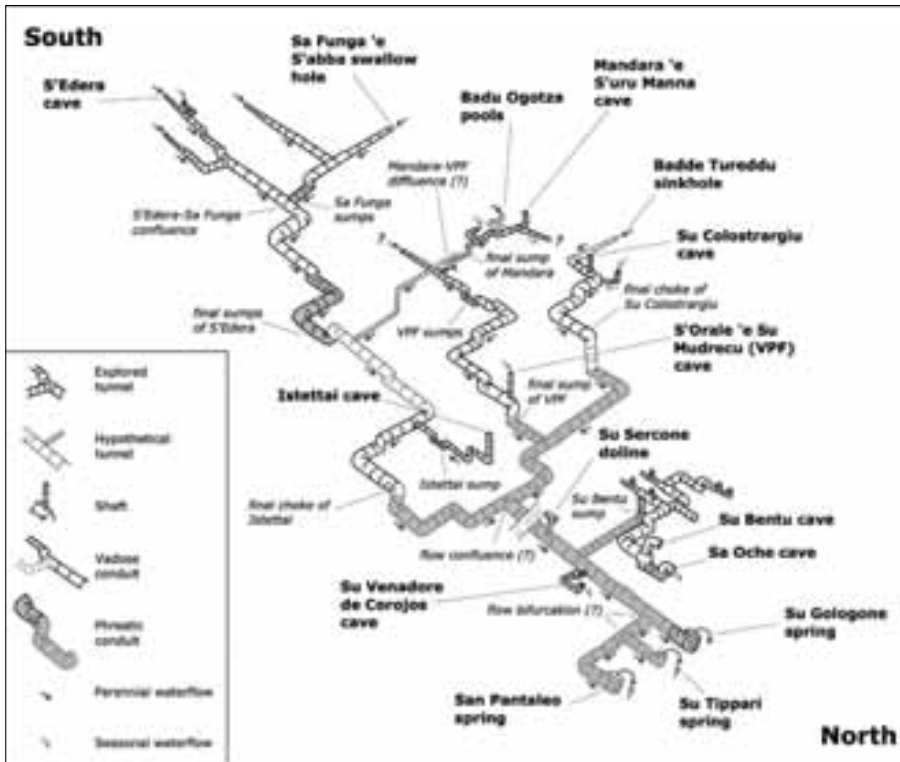 South
S'Edera
cave
Sa Funga 'e
S'abba swallow
hole
Badu Ogotza
pools
Mandara 'e
S'uru Manna
cave
Mandara-VPF
diffluence (?)
Badde Tureddu
sinkhole
S'Edera-Sa Funga
confluence
Sa Funga
sumps
?
?
final sump
of Mandara
Su Colostrargiu
cave
final choke of
Su Colostrargiu
final sumps
of S'Edera
VPF sumps
S'Orale 'e Su
Mudrecu (VPF)
cave
final sump
of VPF
Istettai cave
Su Sercone
doline
Istettai sump
Su Bentu
sump
final choke of
Istettai
Su Bentu cave
flow confluence (?)
Sa Oche cave
Su Venadore
de Corojos
cave
flow bifurcation (?)
Su Gologone
spring
San Pantaleo
spring
Su Tippari
spring
North
Explored
tunnel
Hypothetical
tunnel
Shaft
Vadose
conduit
Phreatic
conduit
Perennial waterflow
Seasonal waterflow